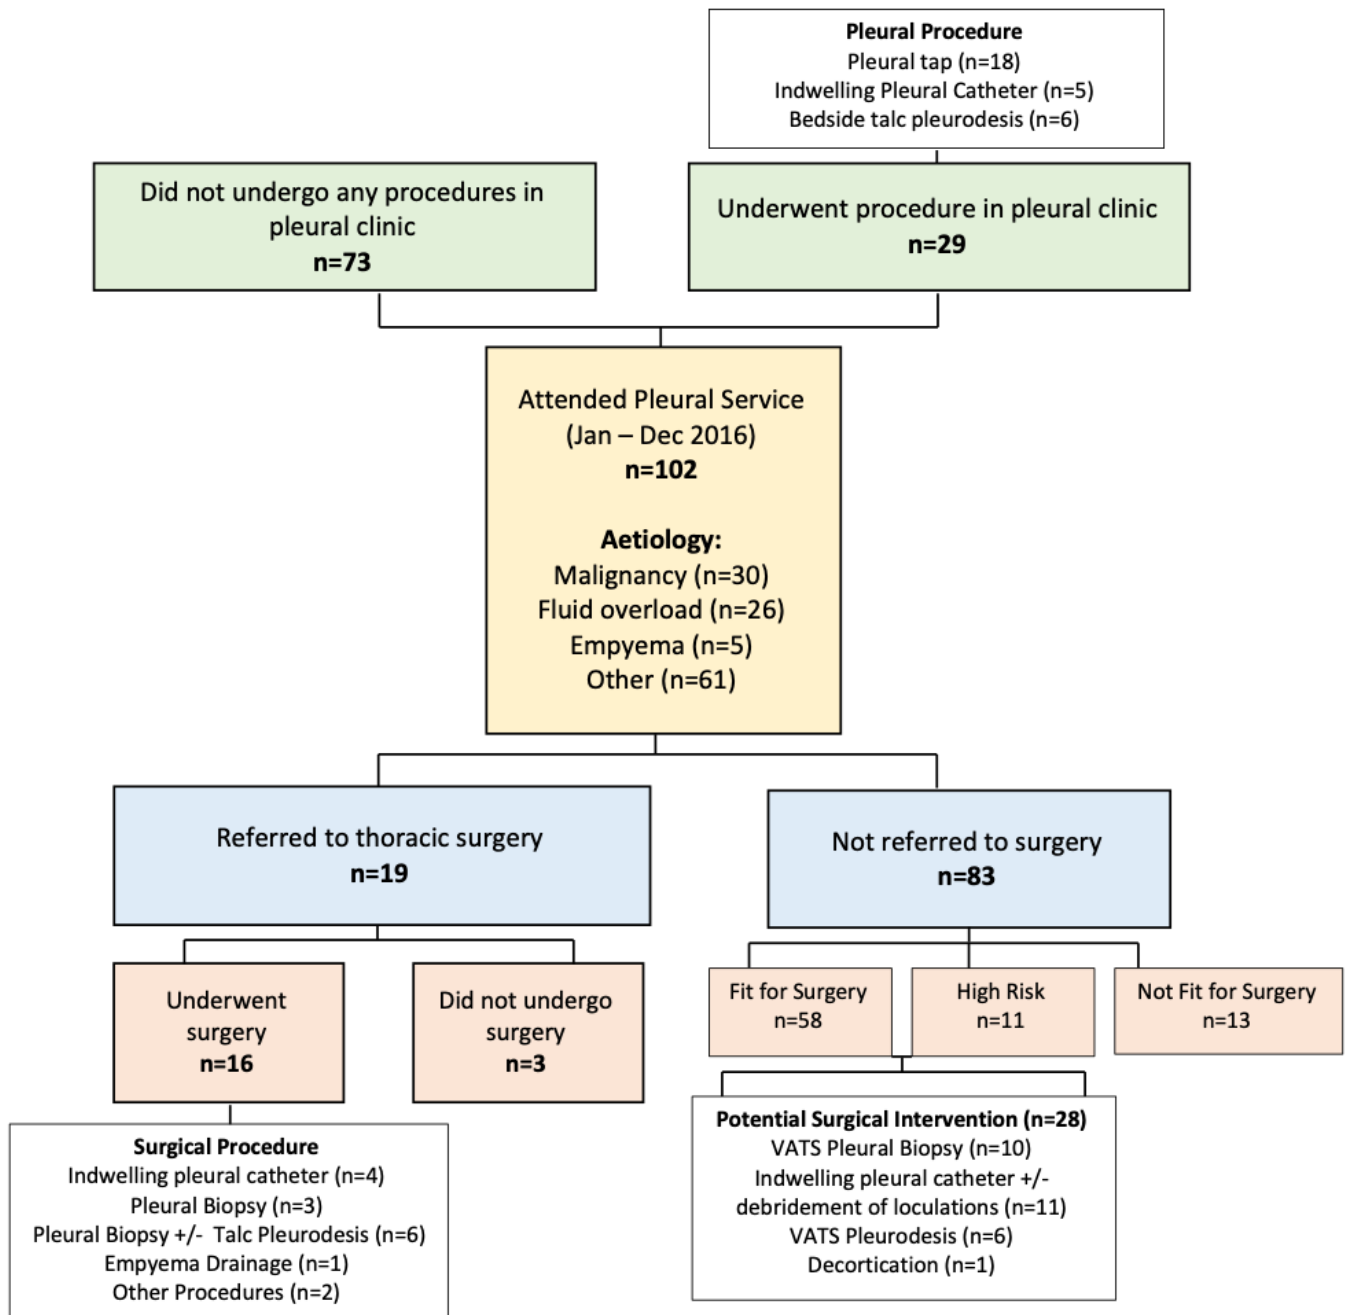 Pleural Procedure
Pleural tap (n=18)
Indwelling Pleural Catheter (n=5)
Bedside talc pleurodesis (n=6)
Did not undergo any procedures in
pleural clinic
n=73
Underwent procedure in pleural clinic
n=29
Attended Pleural Service
(Jan – Dec 2016)
n=102
Aetiology:
Malignancy (n=30)
Fluid overload (n=26)
Empyema (n=5)
Other (n=61)
Referred to thoracic surgery
n=19
Not referred to surgery
n=83
Underwent
surgery
n=16
Did not undergo
surgery
n=3
Fit for Surgery
n=58
High Risk
n=11
Not Fit for Surgery
n=13
Surgical Procedure
Indwelling pleural catheter (n=4)
Pleural Biopsy (n=3)
Pleural Biopsy +/- Talc Pleurodesis (n=6)
Empyema Drainage (n=1)
Other Procedures (n=2)
Potential Surgical Intervention (n=28)
VATS Pleural Biopsy (n=10)
Indwelling pleural catheter +/-
debridement of loculations (n=11)
VATS Pleurodesis (n=6)
Decortication (n=1)